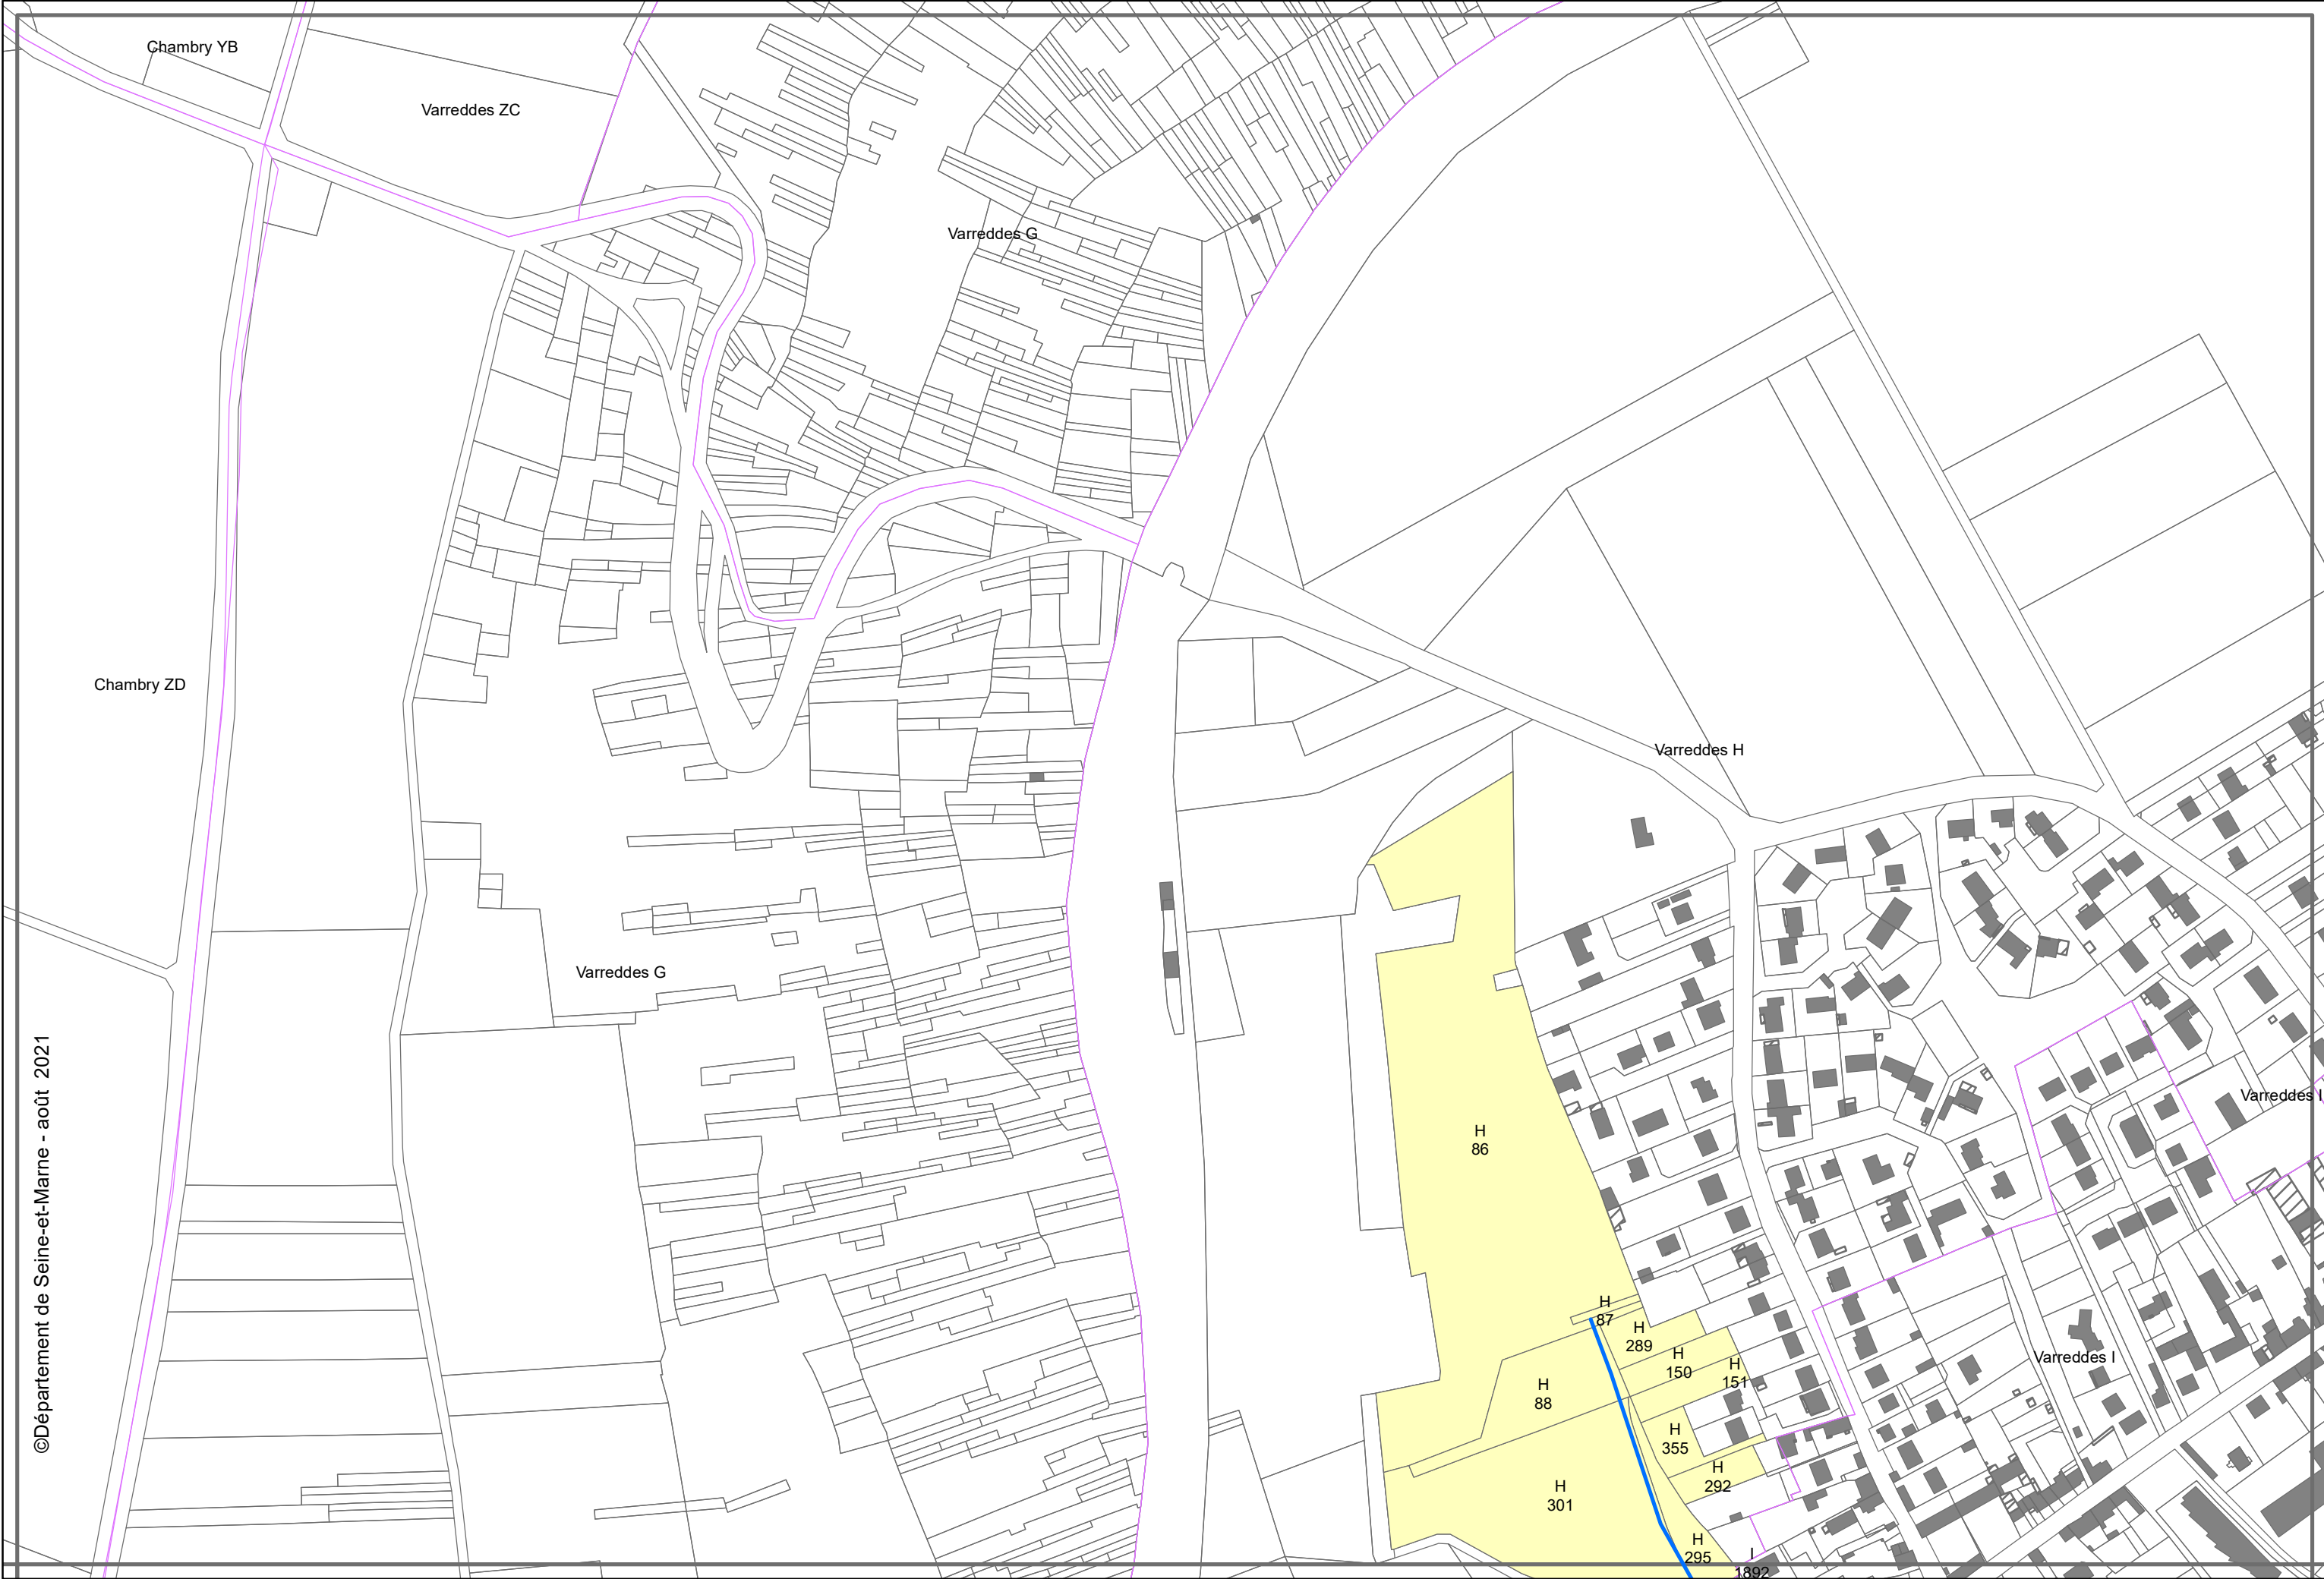 Chambry YB
Varreddes ZC
Varreddes G
Chambry ZD
Varreddes H
Varreddes G
©Département de Seine-et-Marne - août 2021
Varreddes I
H
86
H
87
H
289
H
150
H
151
Varreddes I
H
88
H
355
H
292
H
301
H
295
I
1892